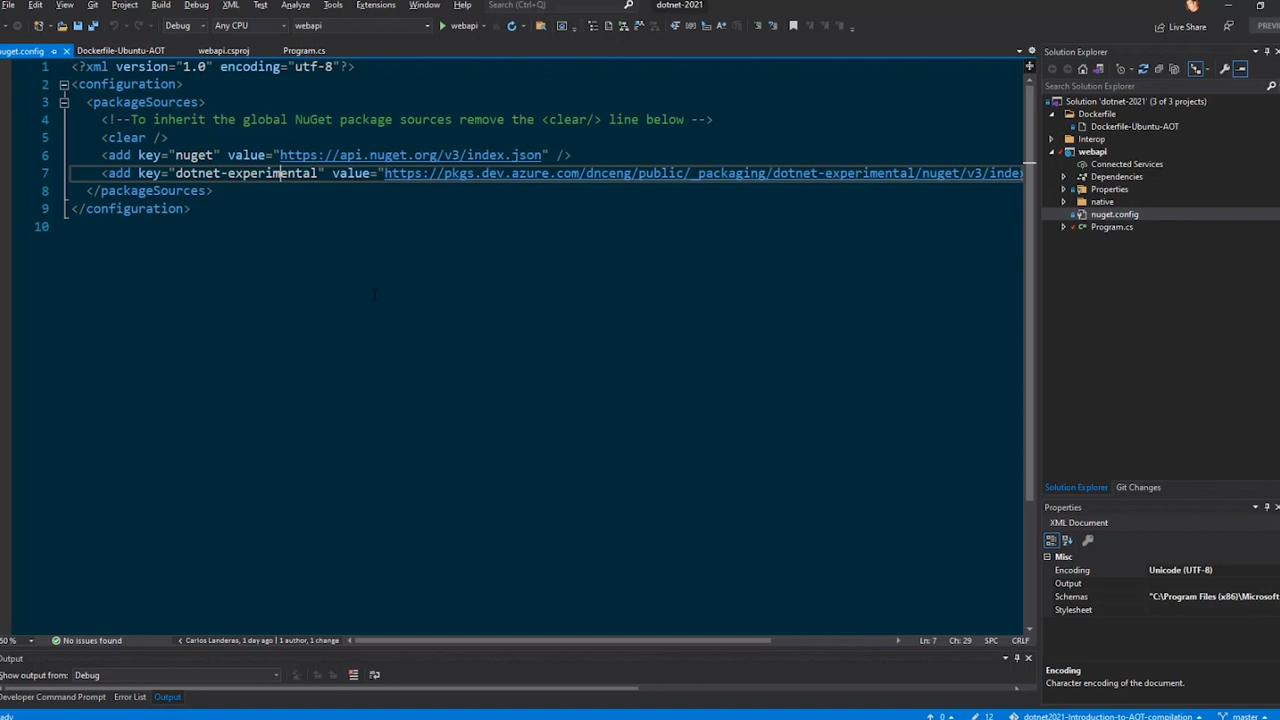 File Edit View Git Project Build Debug Test Analyze Tools Extensions Window Help Search (Ctrl+Q) dotnet-2021
Debug Any CPU webapi webapi Live Share
nuget.config Dockerfile-Ubuntu-AOT webapi.csproj Program.cs
1 <?xml version="1.0" encoding="utf-8"?>
2 <configuration>
3 <packageSources>
4 <!--To inherit the global NuGet package sources remove the <clear/> line below -->
5 <clear />
6 <add key="nuget" value="https://api.nuget.org/v3/index.json" />
7 <add key="dotnet-experimental" value="https://pkgs.dev.azure.com/dnceng/public/_packaging/dotnet-experimental/nuget/v3/index
8 </packageSources>
9 </configuration>
10
Solution Explorer
Search Solution Explorer
Solution 'dotnet-2021' (3 of 3 projects)
Dockerfile
Dockerfile-Ubuntu-AOT
Interop
webapi
Connected Services
Dependencies
Properties
native
nuget.config
C# Program.cs
Solution Explorer Git Changes
Properties
XML Document
Misc
Encoding Unicode (UTF-8)
Output
Schemas "C:\Program Files (x86)\Microsoft
Stylesheet
Encoding
Character encoding of the document.
No issues found Carlos Landeras, 1 day ago | 1 author, 1 change Ln: 7 Ch: 29 SPC CRLF
Output
Show output from: Debug
Developer Command Prompt Error List Output
0 12 dotnet2021-Introduction-to-AOT-compilation master